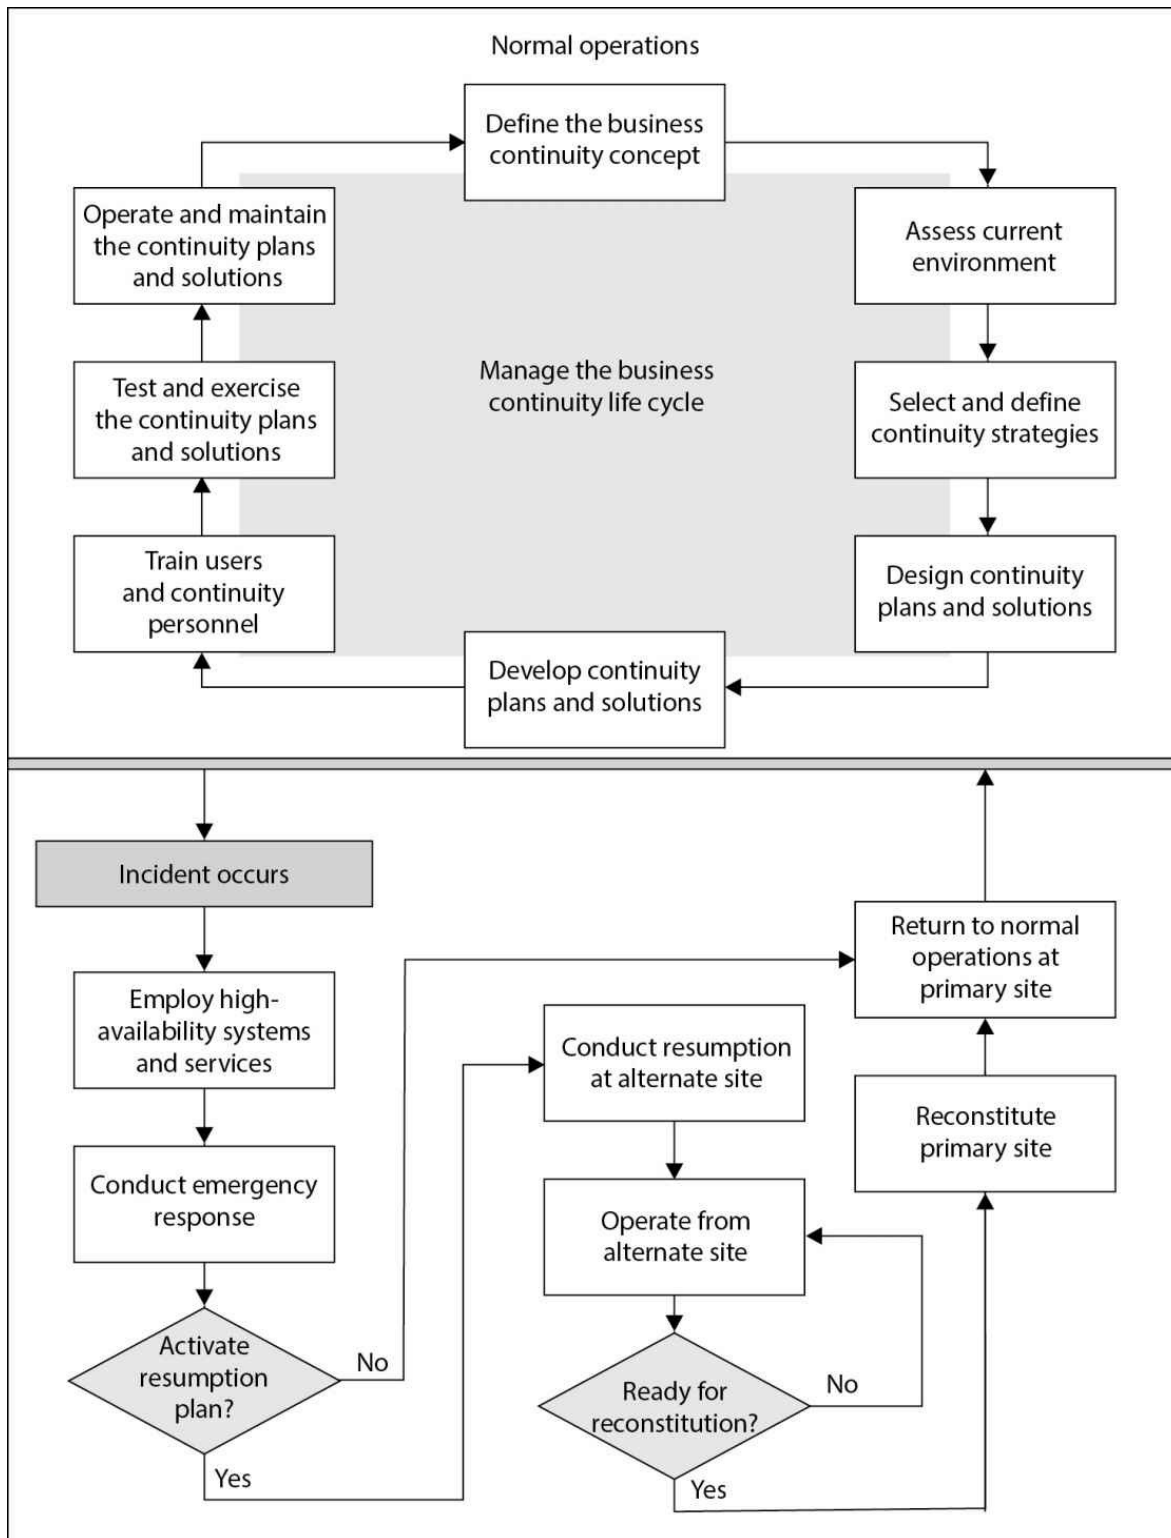 Normal operations
Define the business
continuity concept
Assess current
environment
Select and define
continuity strategies
Design continuity
plans and solutions
Develop continuity
plans and solutions
Train users
and continuity
personnel
Test and exercise
the continuity plans
and solutions
Operate and maintain
the continuity plans
and solutions
Manage the business
continuity life cycle
Incident occurs
Employ high-
availability systems
and services
Conduct emergency
response
Activate
resumption
plan?
No
Yes
Conduct resumption
at alternate site
Operate from
alternate site
Ready for
reconstitution?
No
Yes
Reconstitute
primary site
Return to normal
operations at
primary site